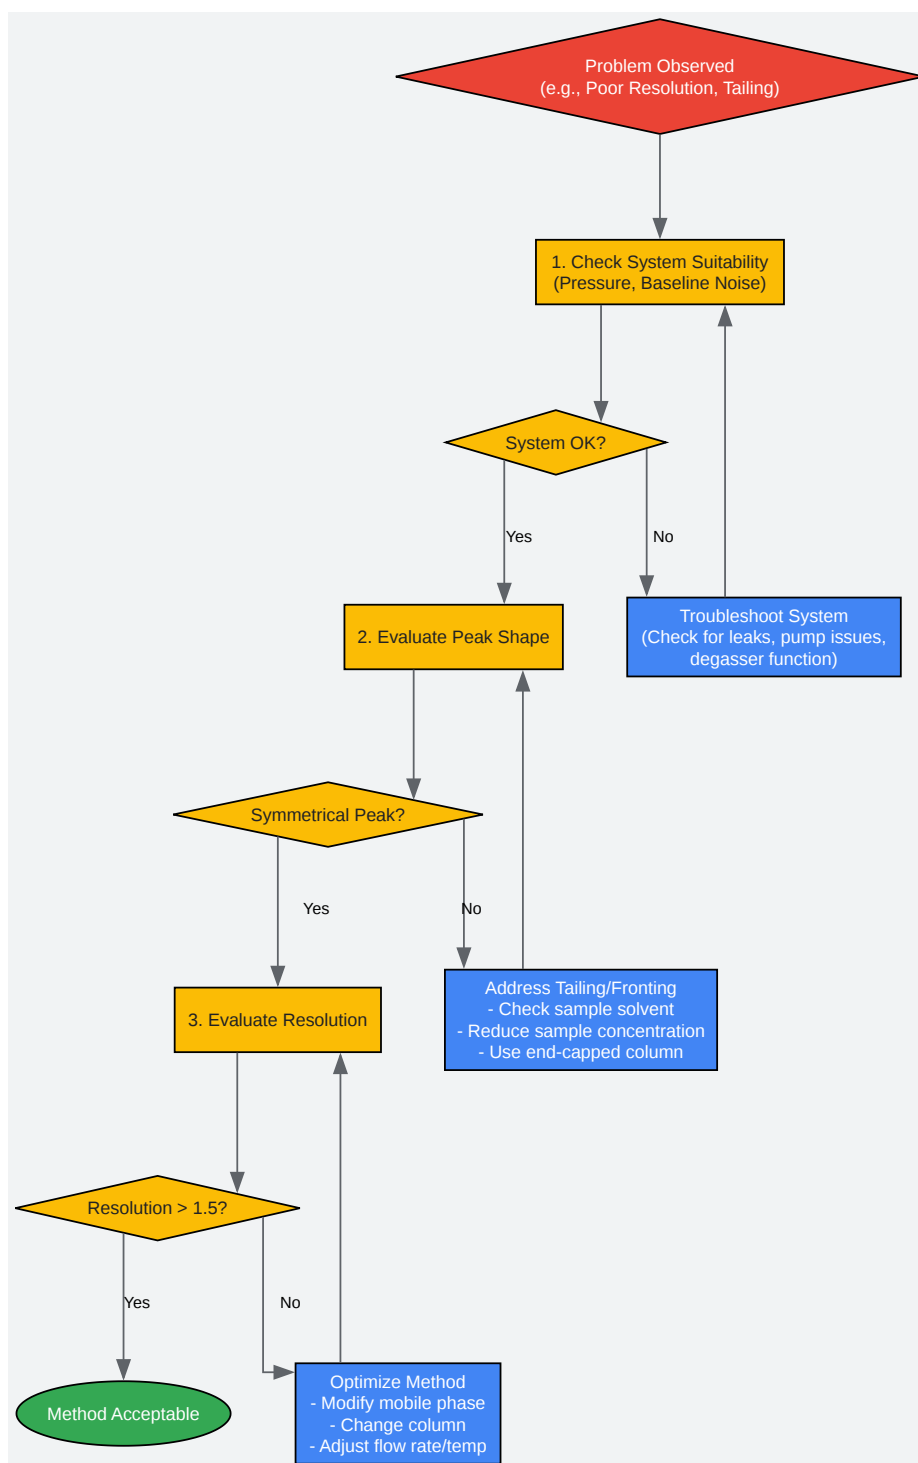 Problem Observed
(e.g., Poor Resolution, Tailing)
1. Check System Suitability
(Pressure, Baseline Noise)
System OK?
Yes
No
2. Evaluate Peak Shape
Troubleshoot System
(Check for leaks, pump issues,
degasser function)
Symmetrical Peak?
Yes
No
3. Evaluate Resolution
Address Tailing/Fronting
- Check sample solvent
- Reduce sample concentration
- Use end-capped column
Resolution > 1.5?
Yes
No
Method Acceptable
Optimize Method
- Modify mobile phase
- Change column
- Adjust flow rate/temp